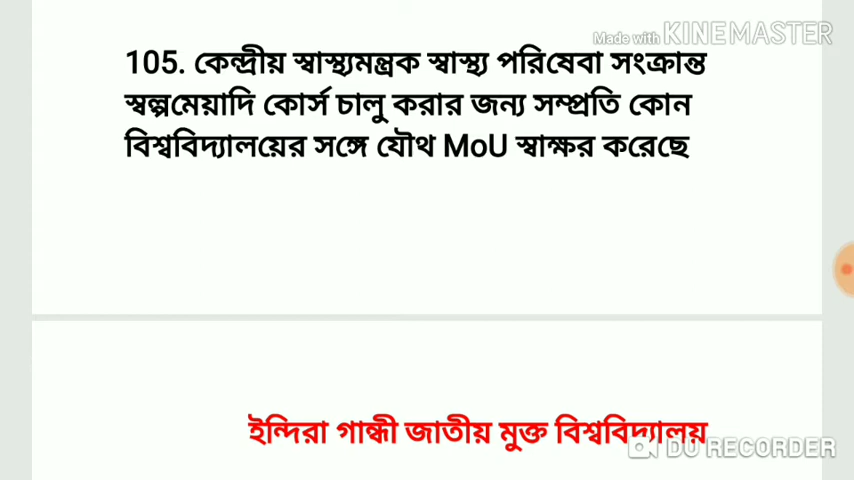 Made with KINEMASTER
105. কেন্দ্রীয় স্বাস্থ্যমন্ত্রক স্বাস্থ্য পরিষেবা সংক্রান্ত
স্বল্পমেয়াদি কোর্স চালু করার জন্য সম্প্রতি কোন
বিশ্ববিদ্যালয়ের সঙ্গে যৌথ MoU স্বাক্ষর করেছে
ইন্দিরা গান্ধী জাতীয় মুক্ত বিশ্ববিদ্যালয়
DU RECORDER